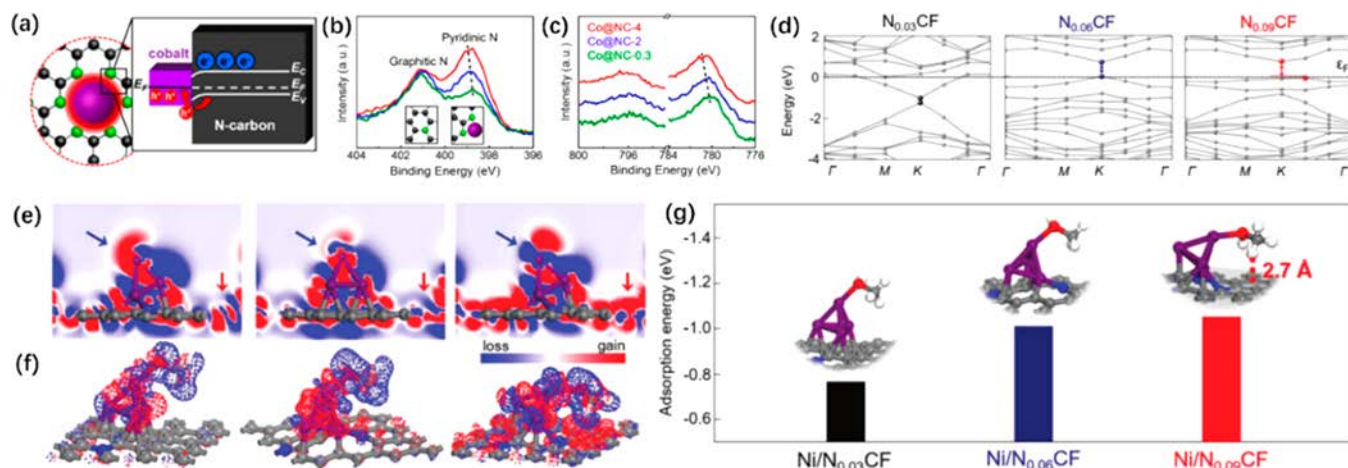 (a)
cobalt
E_F
h+ h+
E_C
E_F
E_V
N-carbon
(b)
Pyridinic N
Graphitic N
Intensity (a.u.)
404 402 400 398 396
Binding Energy (eV)
(c)
Co@NC-4
Co@NC-2
Co@NC-0.3
Intensity (a.u.)
800 796 784 780 776
Binding Energy (eV)
(d)
N0.03CF N0.06CF N0.09CF
Energy (eV)
2
0
-2
-4
εF
Γ M K Γ Γ M K Γ Γ M K Γ
(e)
loss gain
(f)
(g)
Adsorption energy (eV)
-1.4
-1.2
-1.0
-0.8
-0.6
2.7 Å
Ni/N0.03CF Ni/N0.06CF Ni/N0.09CF